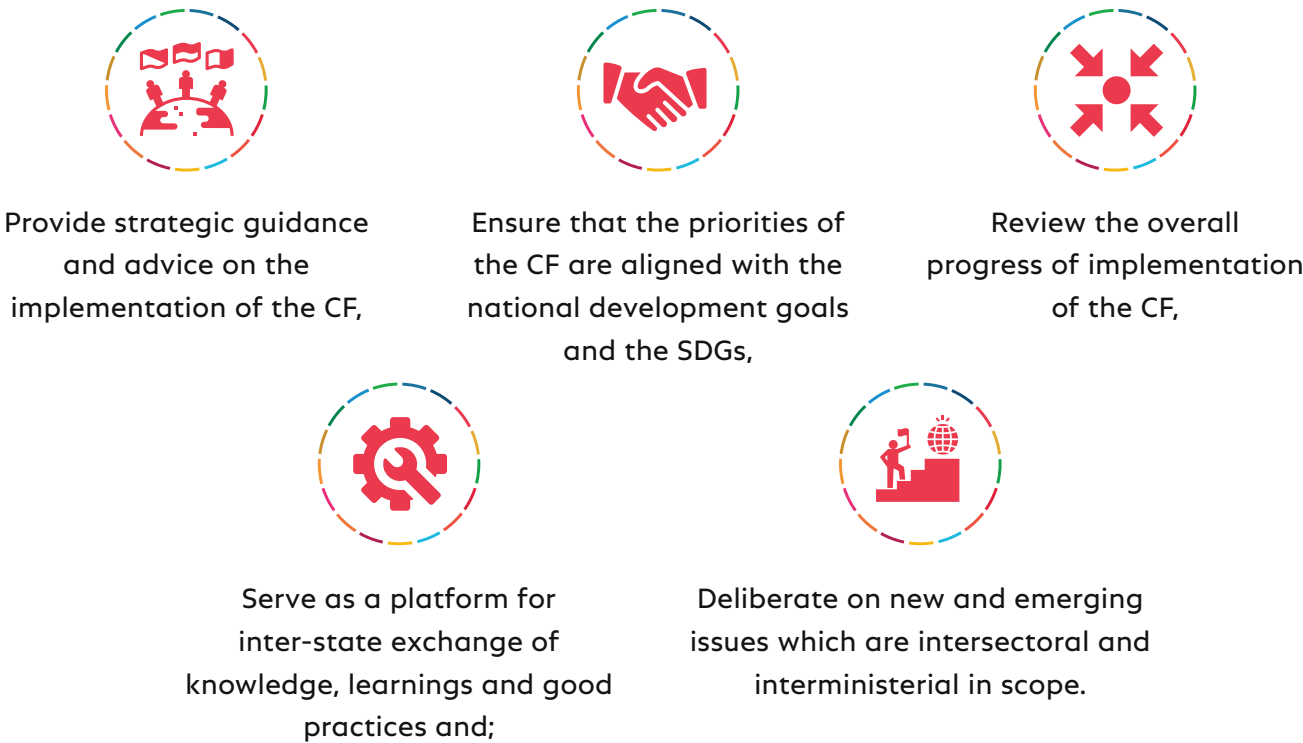 Provide strategic guidance
and advice on the
implementation of the CF,
Ensure that the priorities of
the CF are aligned with the
national development goals
and the SDGs,
Review the overall
progress of implementation
of the CF,
Serve as a platform for
inter-state exchange of
knowledge, learnings and good
practices and;
Deliberate on new and emerging
issues which are intersectoral and
interministerial in scope.